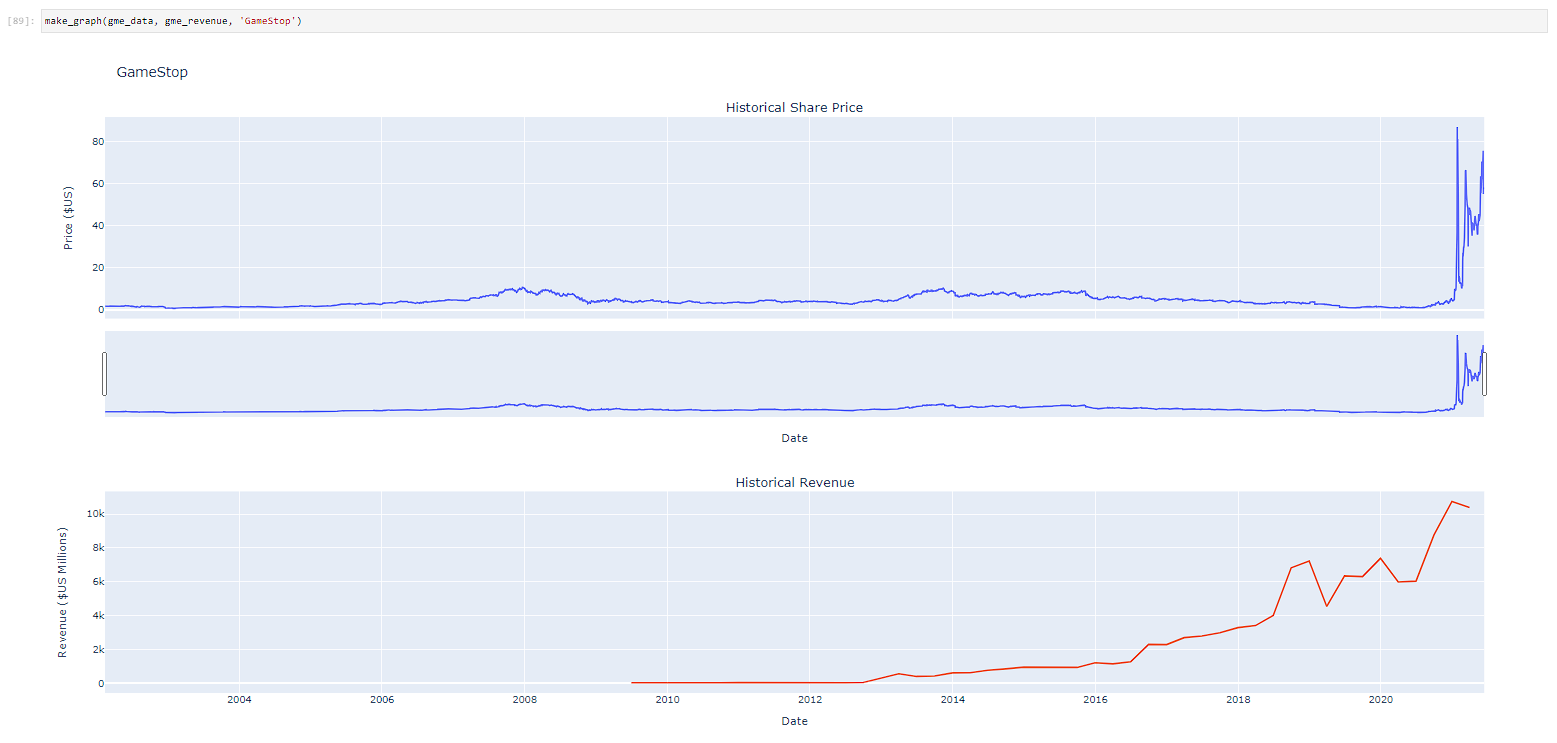 [89]: make_graph(gme_data, gme_revenue, 'GameStop')
GameStop
Historical Share Price
80
60
40
20
0
Price ($US)
Date
Historical Revenue
10k
8k
6k
4k
2k
0
Revenue ($US Millions)
2004 2006 2008 2010 2012 2014 2016 2018 2020
Date